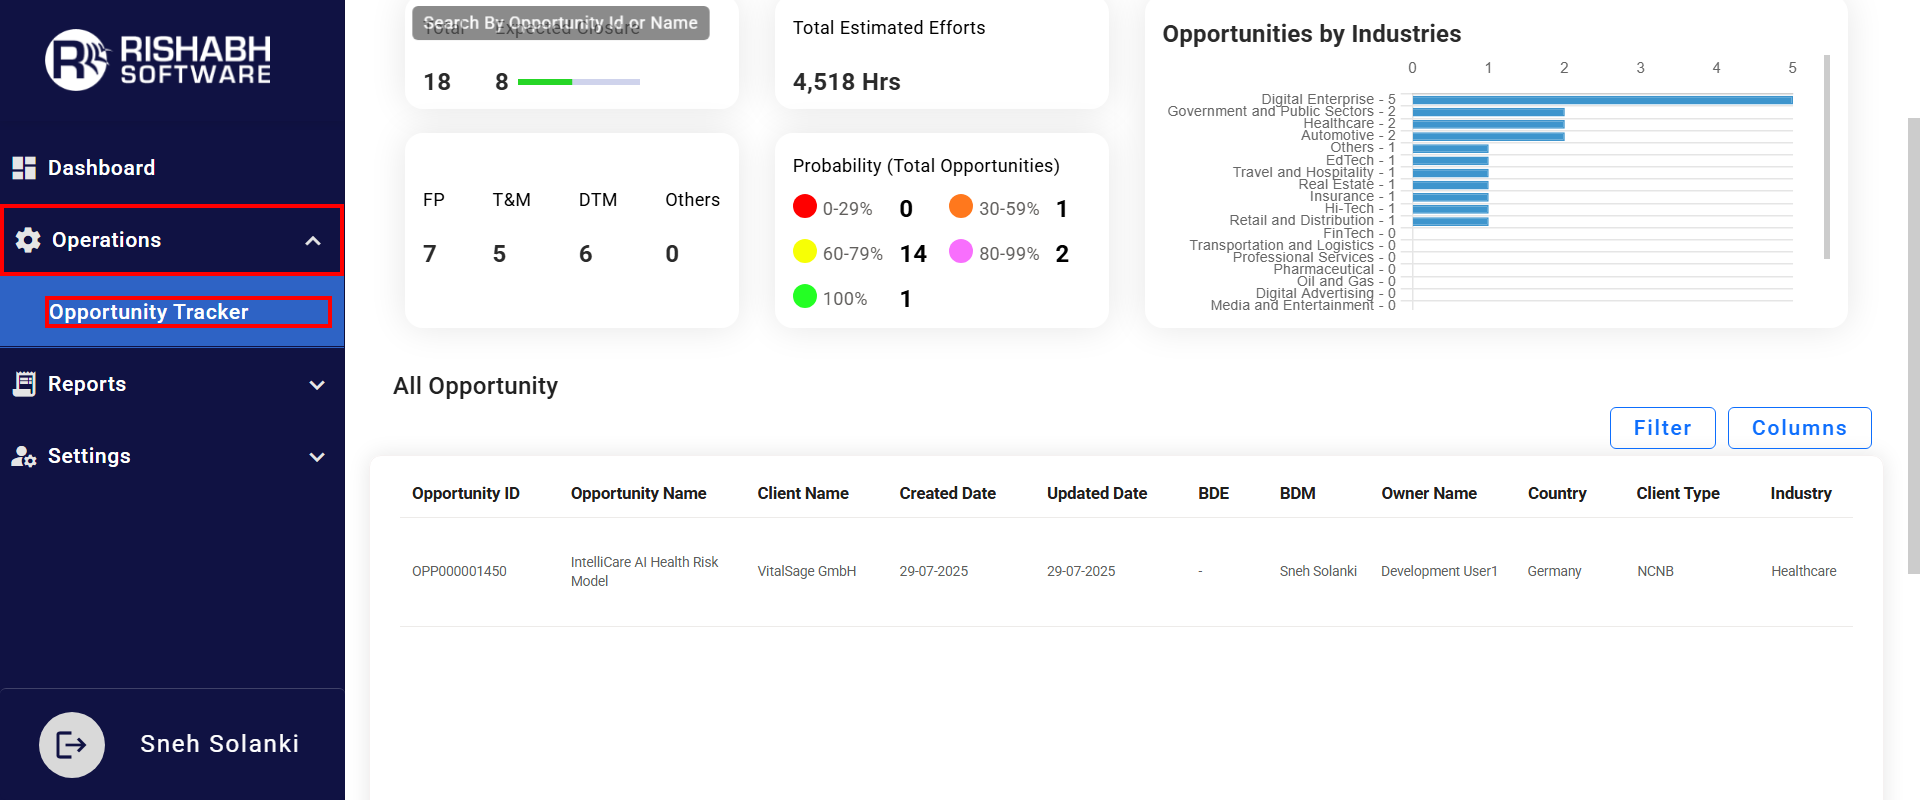 RISHABH
SOFTWARE
Dashboard
Operations
Opportunity Tracker
Reports
Settings
Sneh Solanki
Search By Opportunity Id or Name
Total Expected Closure
18 8
Total Estimated Efforts
4,518 Hrs
FP T&M DTM Others
7 5 6 0
Probability (Total Opportunities)
0-29% 0 30-59% 1
60-79% 14 80-99% 2
100% 1
Opportunities by Industries
0 1 2 3 4 5
Digital Enterprise - 5
Government and Public Sectors - 2
Healthcare - 2
Automotive - 2
Others - 1
EdTech - 1
Travel and Hospitality - 1
Real Estate - 1
Insurance - 1
Hi-Tech - 1
Retail and Distribution - 1
FinTech - 0
Transportation and Logistics - 0
Professional Services - 0
Pharmaceutical - 0
Oil and Gas - 0
Digital Advertising - 0
Media and Entertainment - 0
All Opportunity
Filter Columns
Opportunity ID Opportunity Name Client Name Created Date Updated Date BDE BDM Owner Name Country Client Type Industry
OPP000001450 IntelliCare AI Health Risk VitalSage GmbH 29-07-2025 29-07-2025 - Sneh Solanki Development User1 Germany NCNB Healthcare
Model